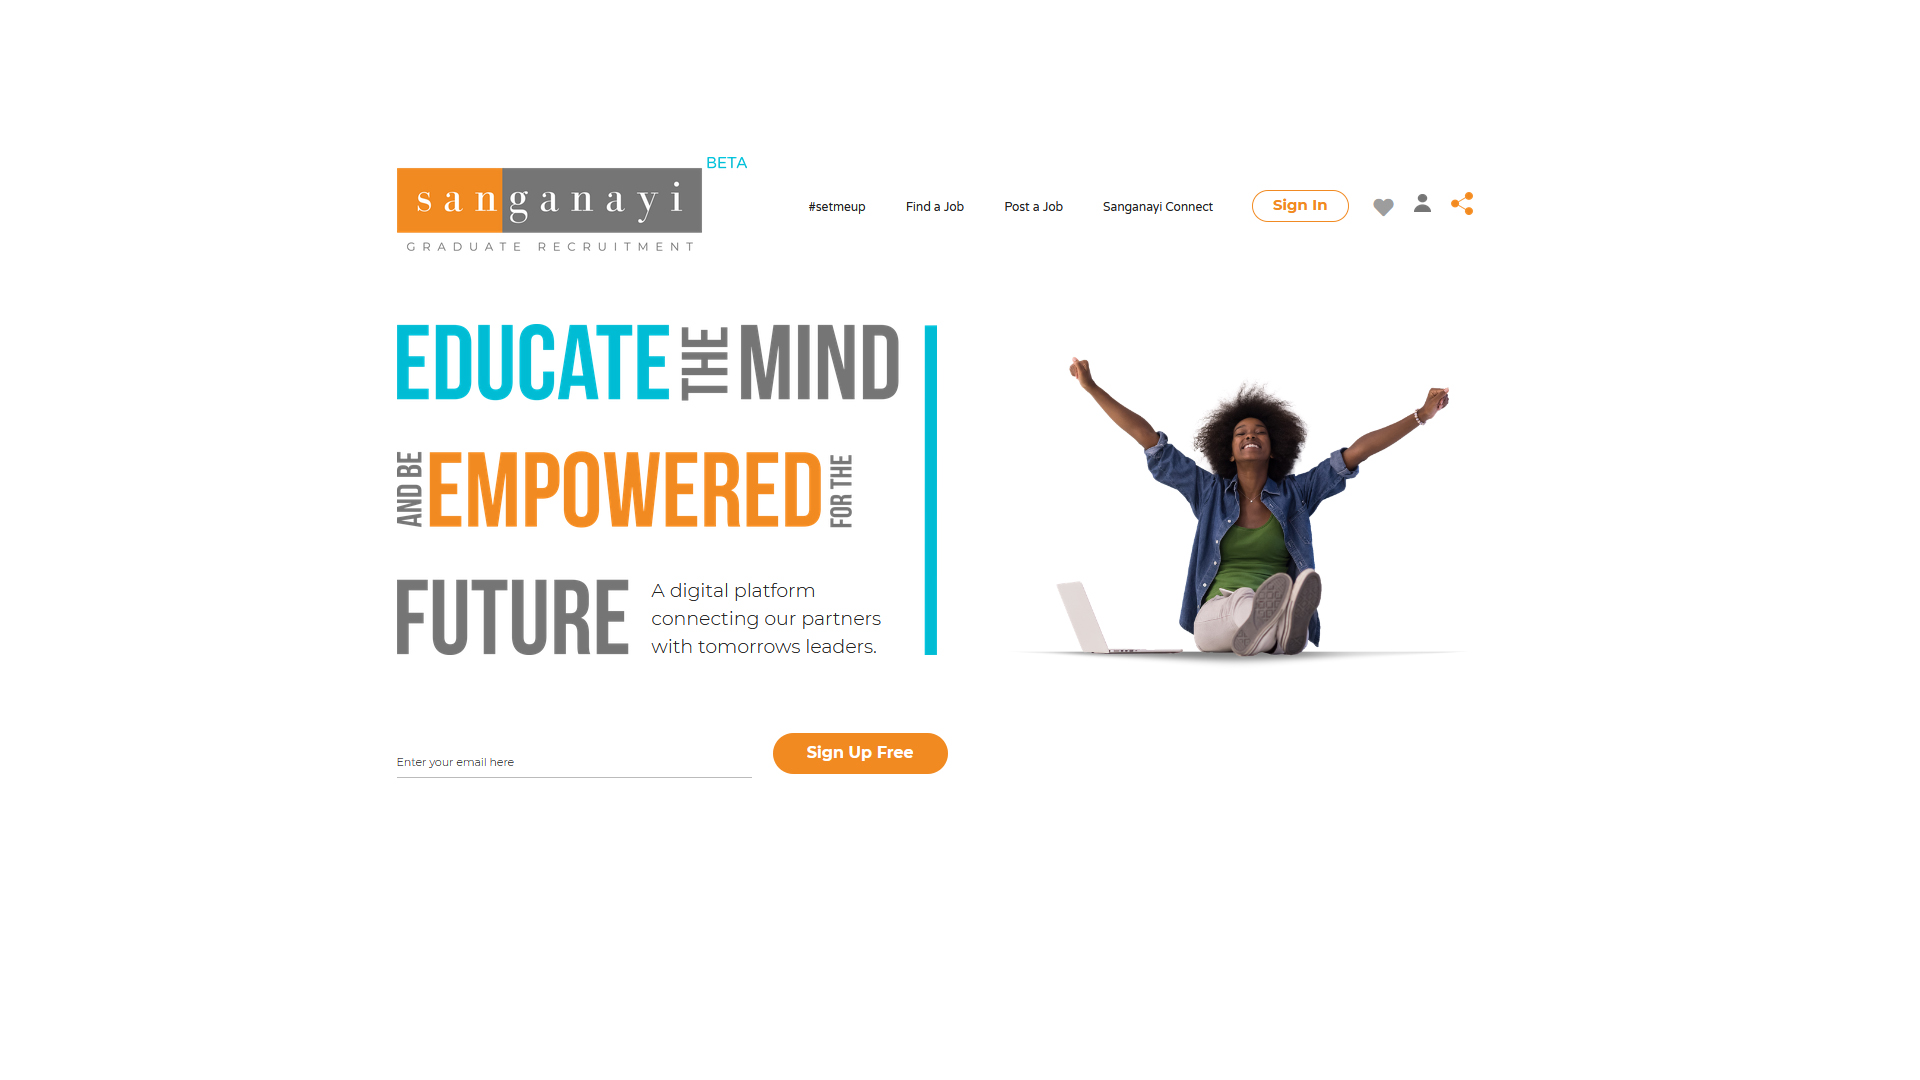 BETA
sanganayi
GRADUATE RECRUITMENT
#setmeup
Find a Job
Post a Job
Sanganayi Connect
Sign In
EDUCATE THE MIND
AND BE EMPOWERED FOR THE
FUTURE
A digital platform
connecting our partners
with tomorrows leaders.
Enter your email here
Sign Up Free